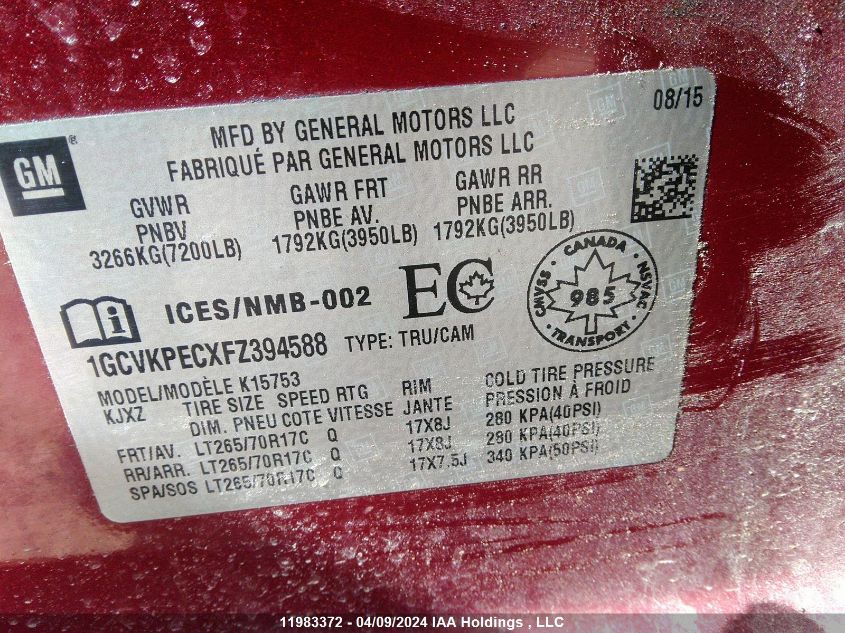 08/15
MFD BY GENERAL MOTORS LLC
FABRIQUÉ PAR GENERAL MOTORS LLC
GM ®
GVWR GAWR FRT GAWR RR
PNBV PNBE AV. PNBE ARR.
3266KG(7200LB) 1792KG(3950LB) 1792KG(3950LB)
i ICES/NMB-002 EC
CANADA
CMVSS NSVAC
985
TRANSPORT
1GCVKPECXFZ394588 TYPE: TRU/CAM
MODEL/MODÈLE K15753
KJXZ TIRE SIZE SPEED RTG RIM COLD TIRE PRESSURE
DIM. PNEU COTE VITESSE JANTE PRESSION À FROID
FRT/AV. LT265/70R17C Q 17X8J 280 KPA(40PSI)
RR/ARR. LT265/70R17C Q 17X8J 280 KPA(40PSI)
SPA/SOS LT265/70R17C Q 17X7.5J 340 KPA(50PSI)
11983372 - 04/09/2024 IAA Holdings , LLC